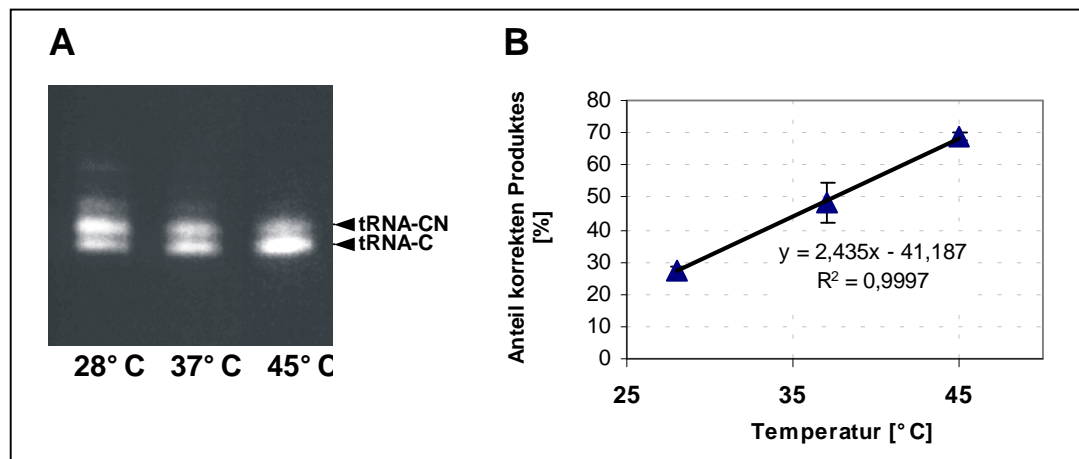 A
tRNA-CN
tRNA-C
28° C 37° C 45° C
B
Anteil korrekten Produktes
[%]
80
70
60
50
40
30
20
10
0
y = 2,435x - 41,187
R² = 0,9997
25 35 45
Temperatur [° C]